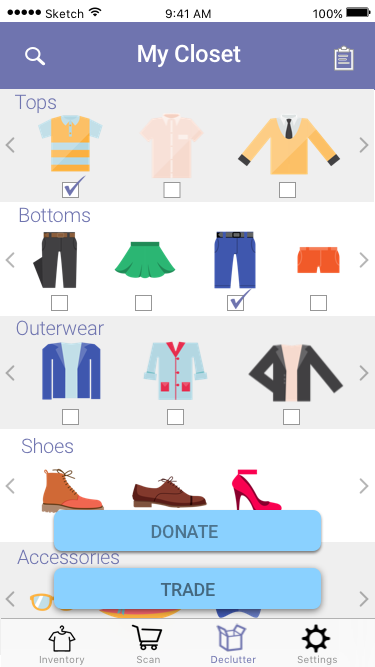 Sketch 9:41 AM 100%
My Closet
Tops
Bottoms
Outerwear
Shoes
DONATE
Accessories
TRADE
Inventory Scan Declutter Settings